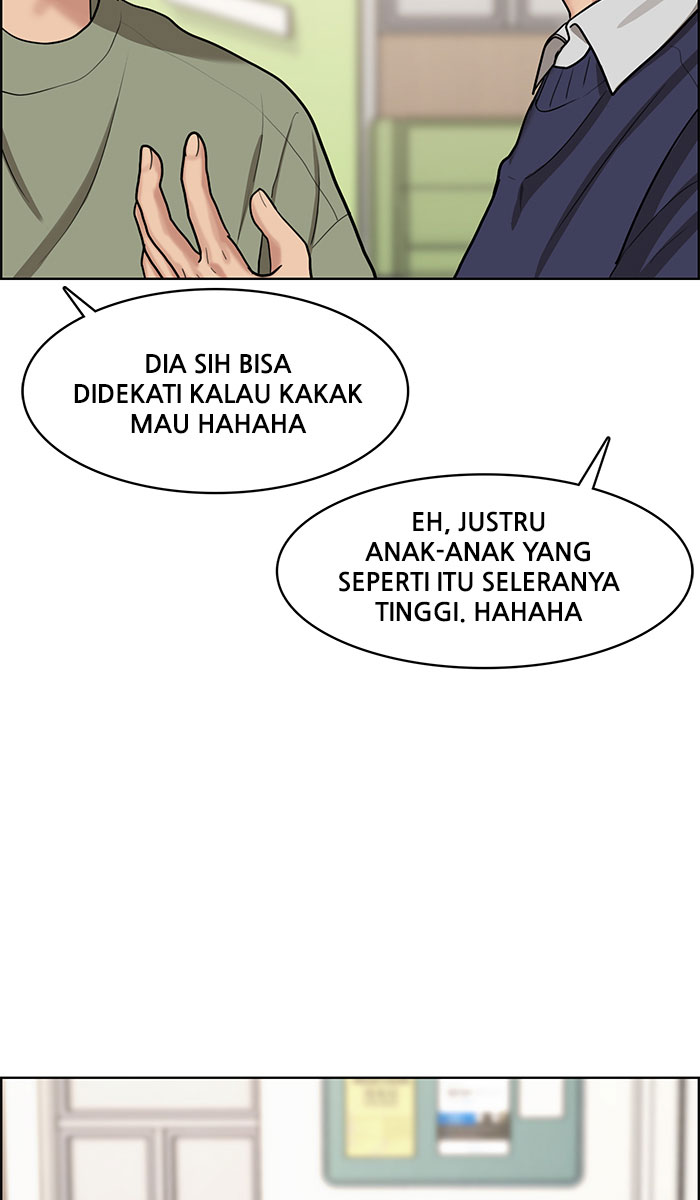 DIA SIH BISA
DIDEKATI KALAU KAKAK
MAU HAHAHA
EH, JUSTRU
ANAK-ANAK YANG
SEPERTI ITU SELERANYA
TINGGI. HAHAHA